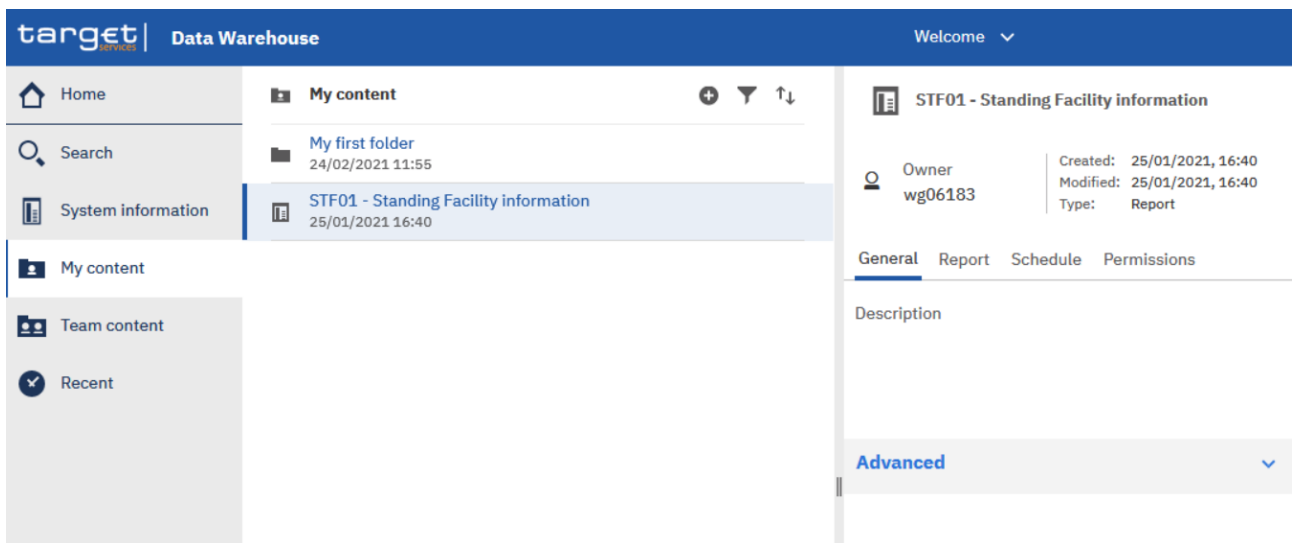 target services | Data Warehouse
Welcome
Home
Search
System information
My content
Team content
Recent
My content
My first folder
24/02/2021 11:55
STF01 - Standing Facility information
25/01/2021 16:40
STF01 - Standing Facility information
Owner
wg06183
Created: 25/01/2021, 16:40
Modified: 25/01/2021, 16:40
Type: Report
General Report Schedule Permissions
Description
Advanced